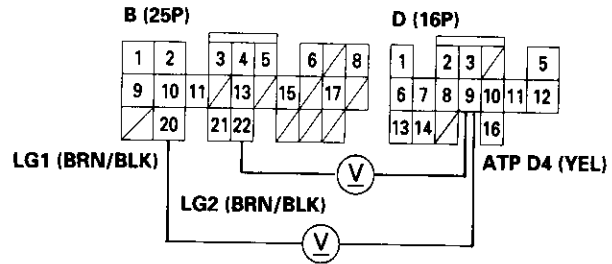 B (25P)
D (16P)
1 2 3 4 5 6 8
9 10 11 13 15 17
20 21 22
1 2 3 5
6 7 8 9 10 11 12
13 14 16
LG1 (BRN/BLK)
V
ATP D4 (YEL)
LG2 (BRN/BLK)
V